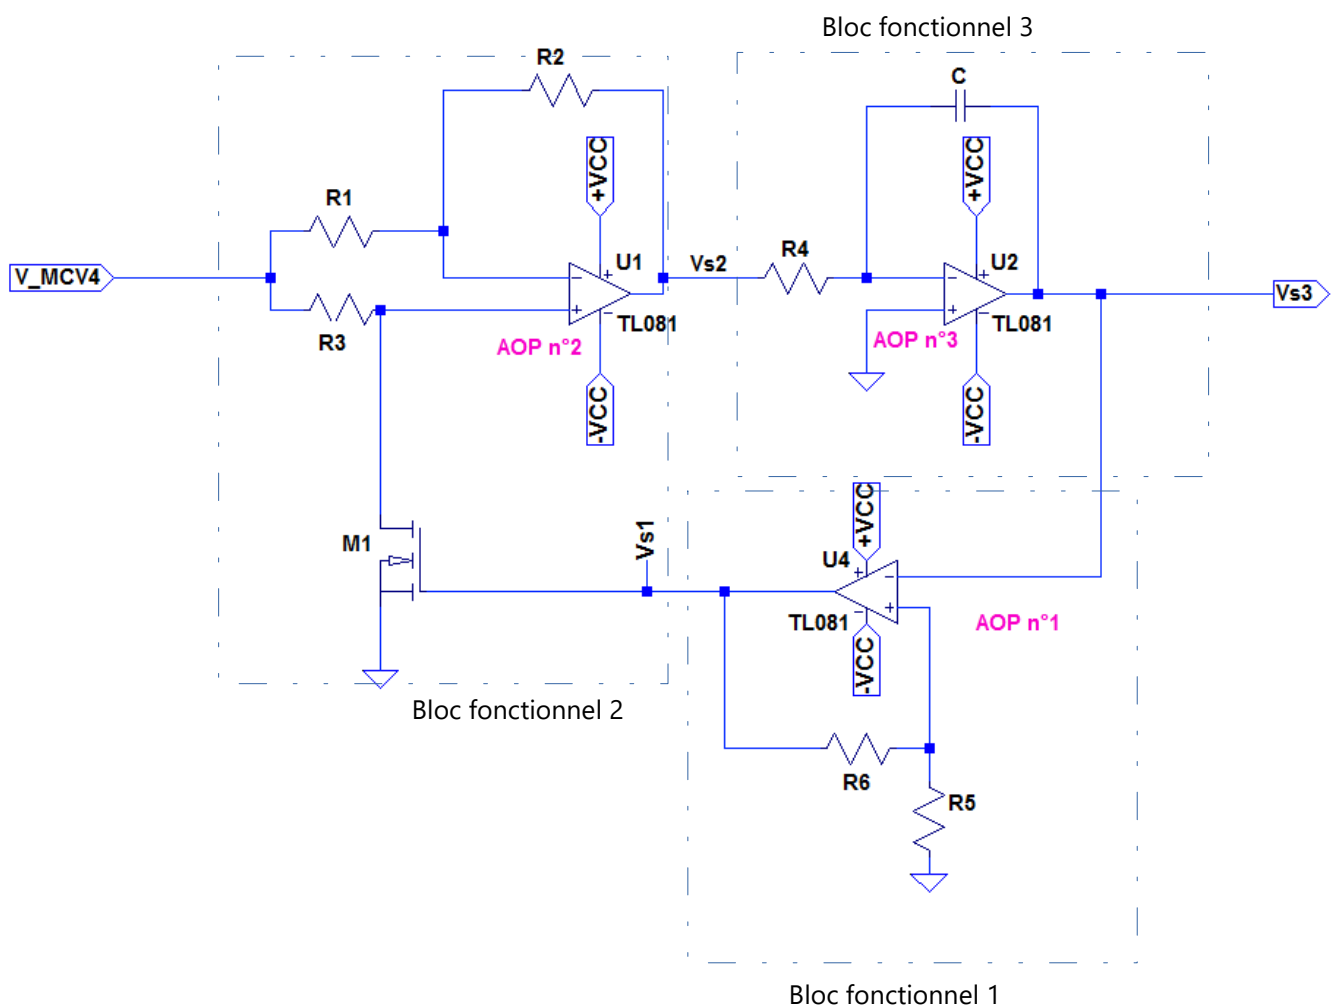 Bloc fonctionnel 3
R2
C
+VCC
+VCC
R1
R4
U1
U2
V_MCV4
Vs2
+
+
−
−
+
+
−
−
Vs3
R3
TL081
TL081
AOP n°2
AOP n°3
-VCC
-VCC
+VCC
M1
Vs1
U4
+
−
+
−
TL081
AOP n°1
-VCC
Bloc fonctionnel 2
R6
R5
Bloc fonctionnel 1